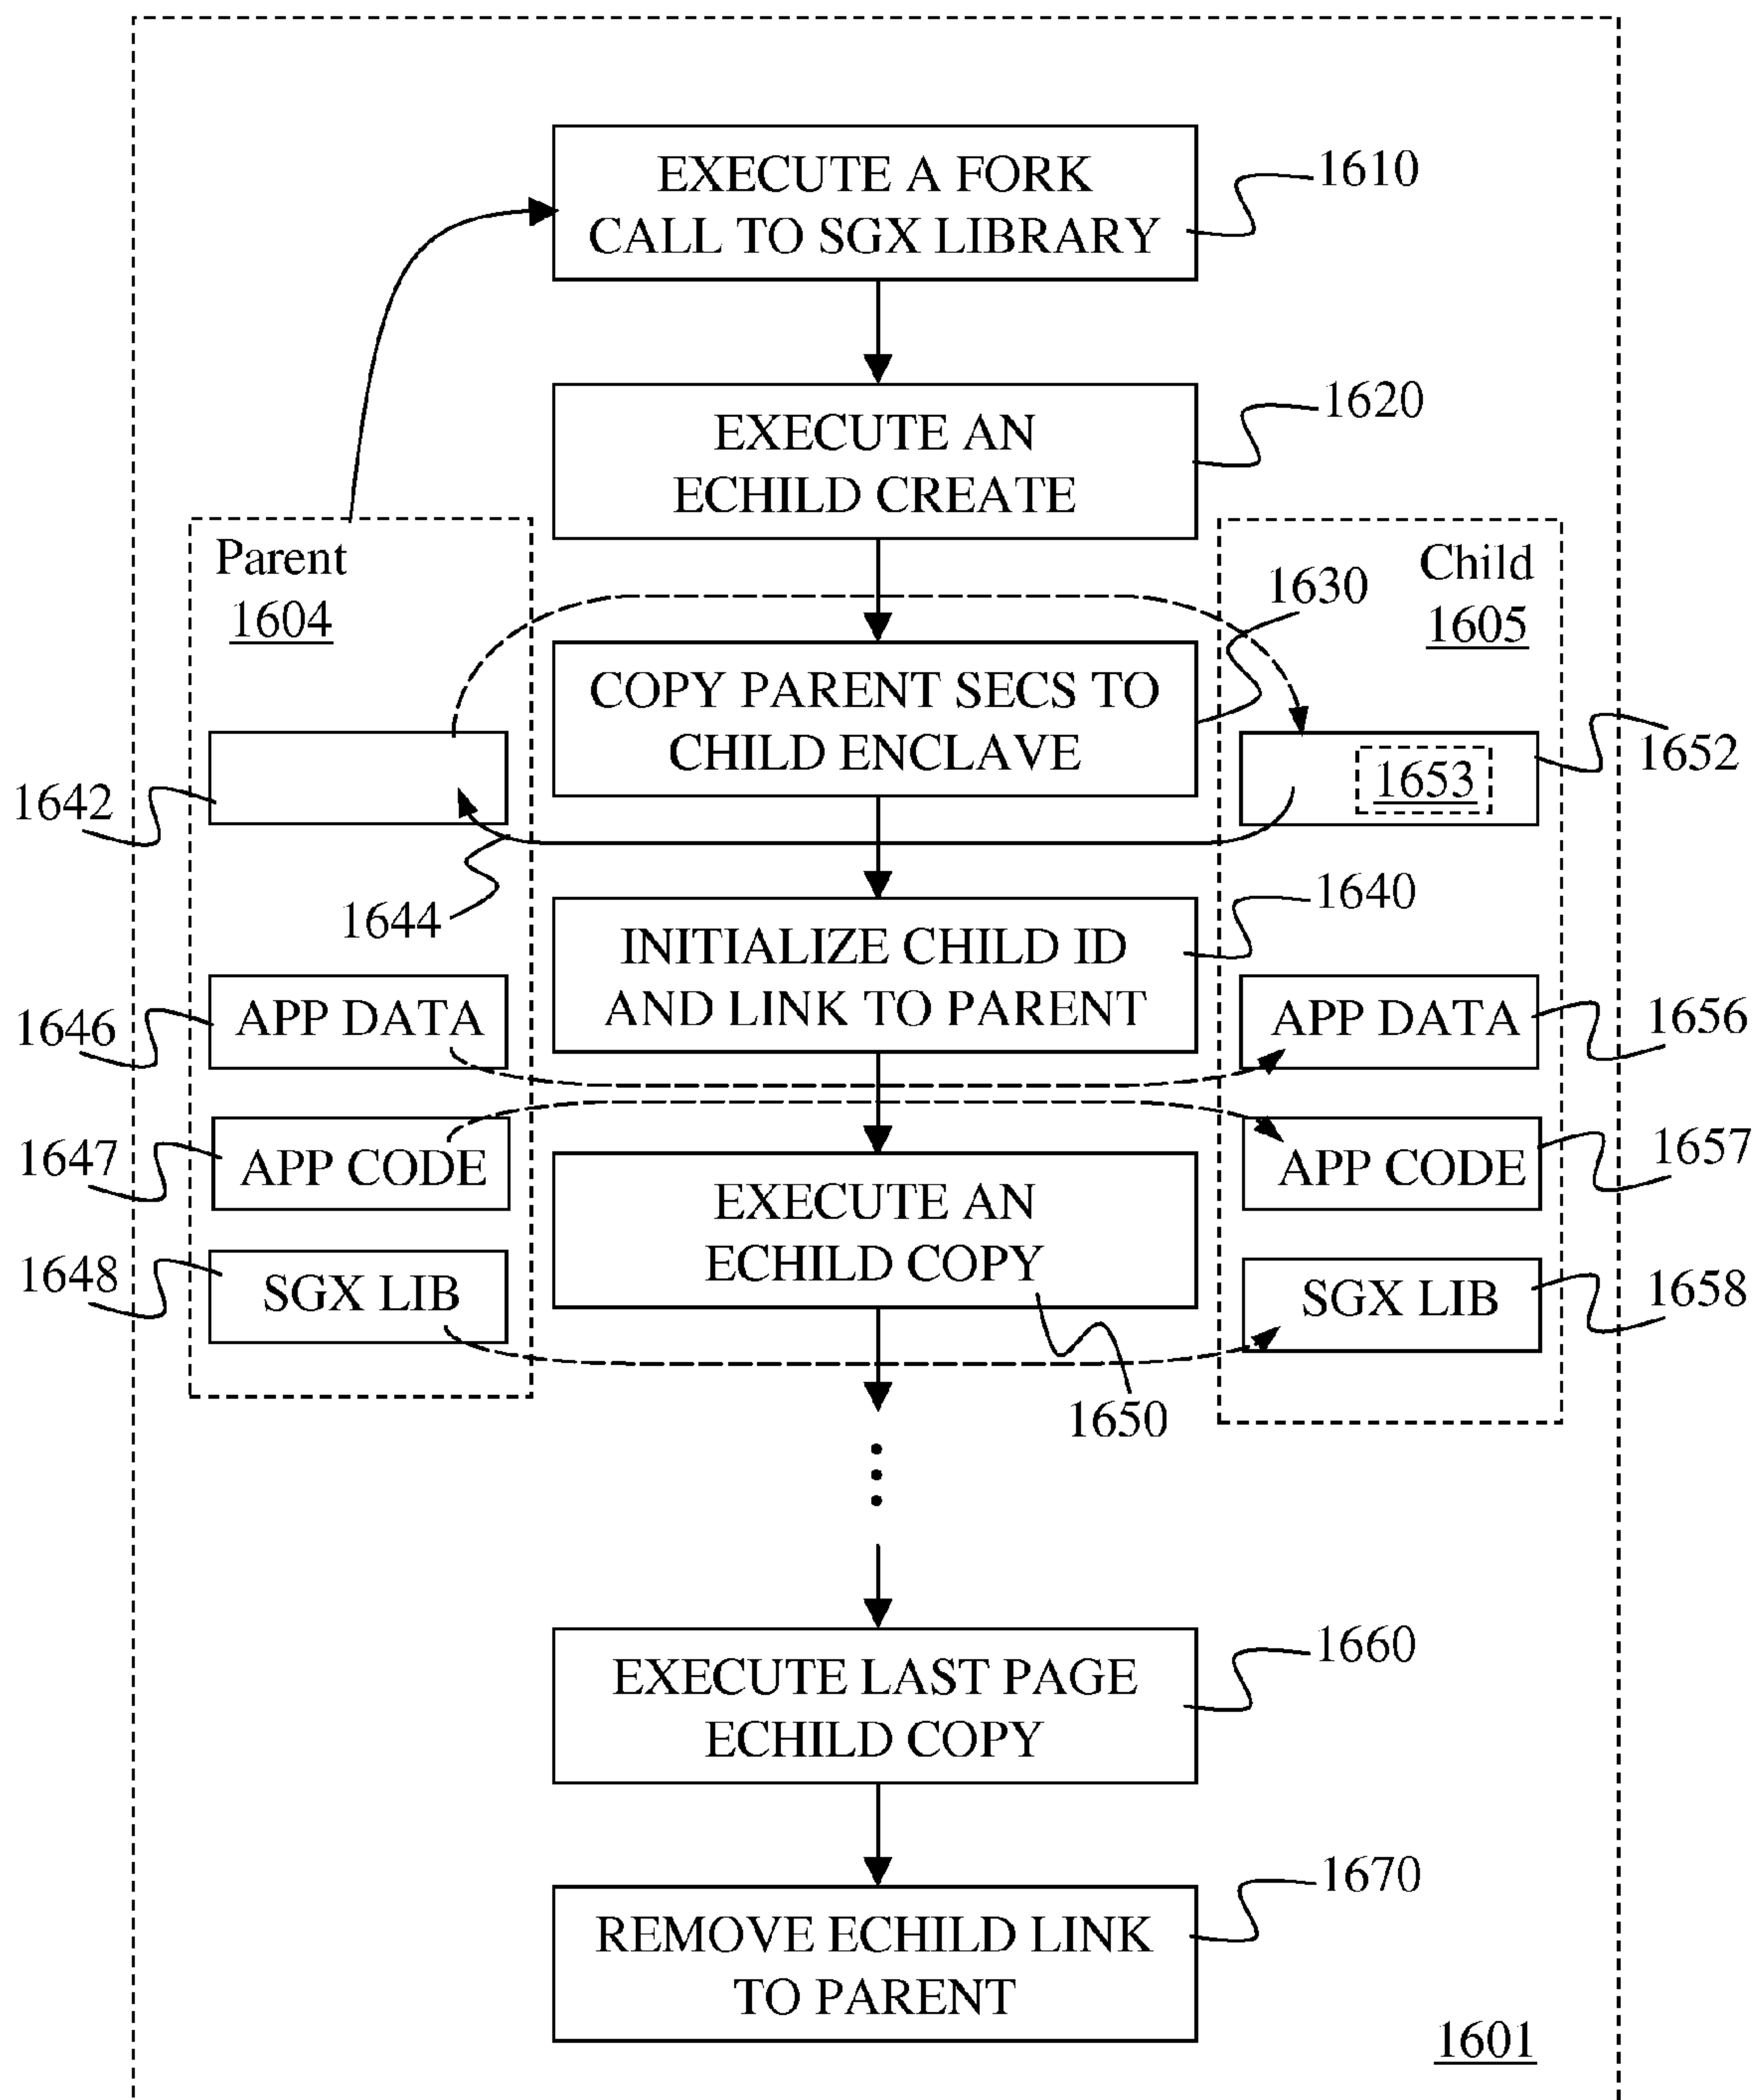 EXECUTE A FORK
CALL TO SGX LIBRARY
1610
EXECUTE AN
ECHILD CREATE
1620
Parent
1604
Child
1605
1630
COPY PARENT SECS TO
CHILD ENCLAVE
1642
1652
1653
1644
1640
INITIALIZE CHILD ID
AND LINK TO PARENT
1646
APP DATA
APP DATA
1656
1647
APP CODE
APP CODE
1657
EXECUTE AN
ECHILD COPY
1648
SGX LIB
SGX LIB
1658
1650
EXECUTE LAST PAGE
ECHILD COPY
1660
REMOVE ECHILD LINK
TO PARENT
1670
1601